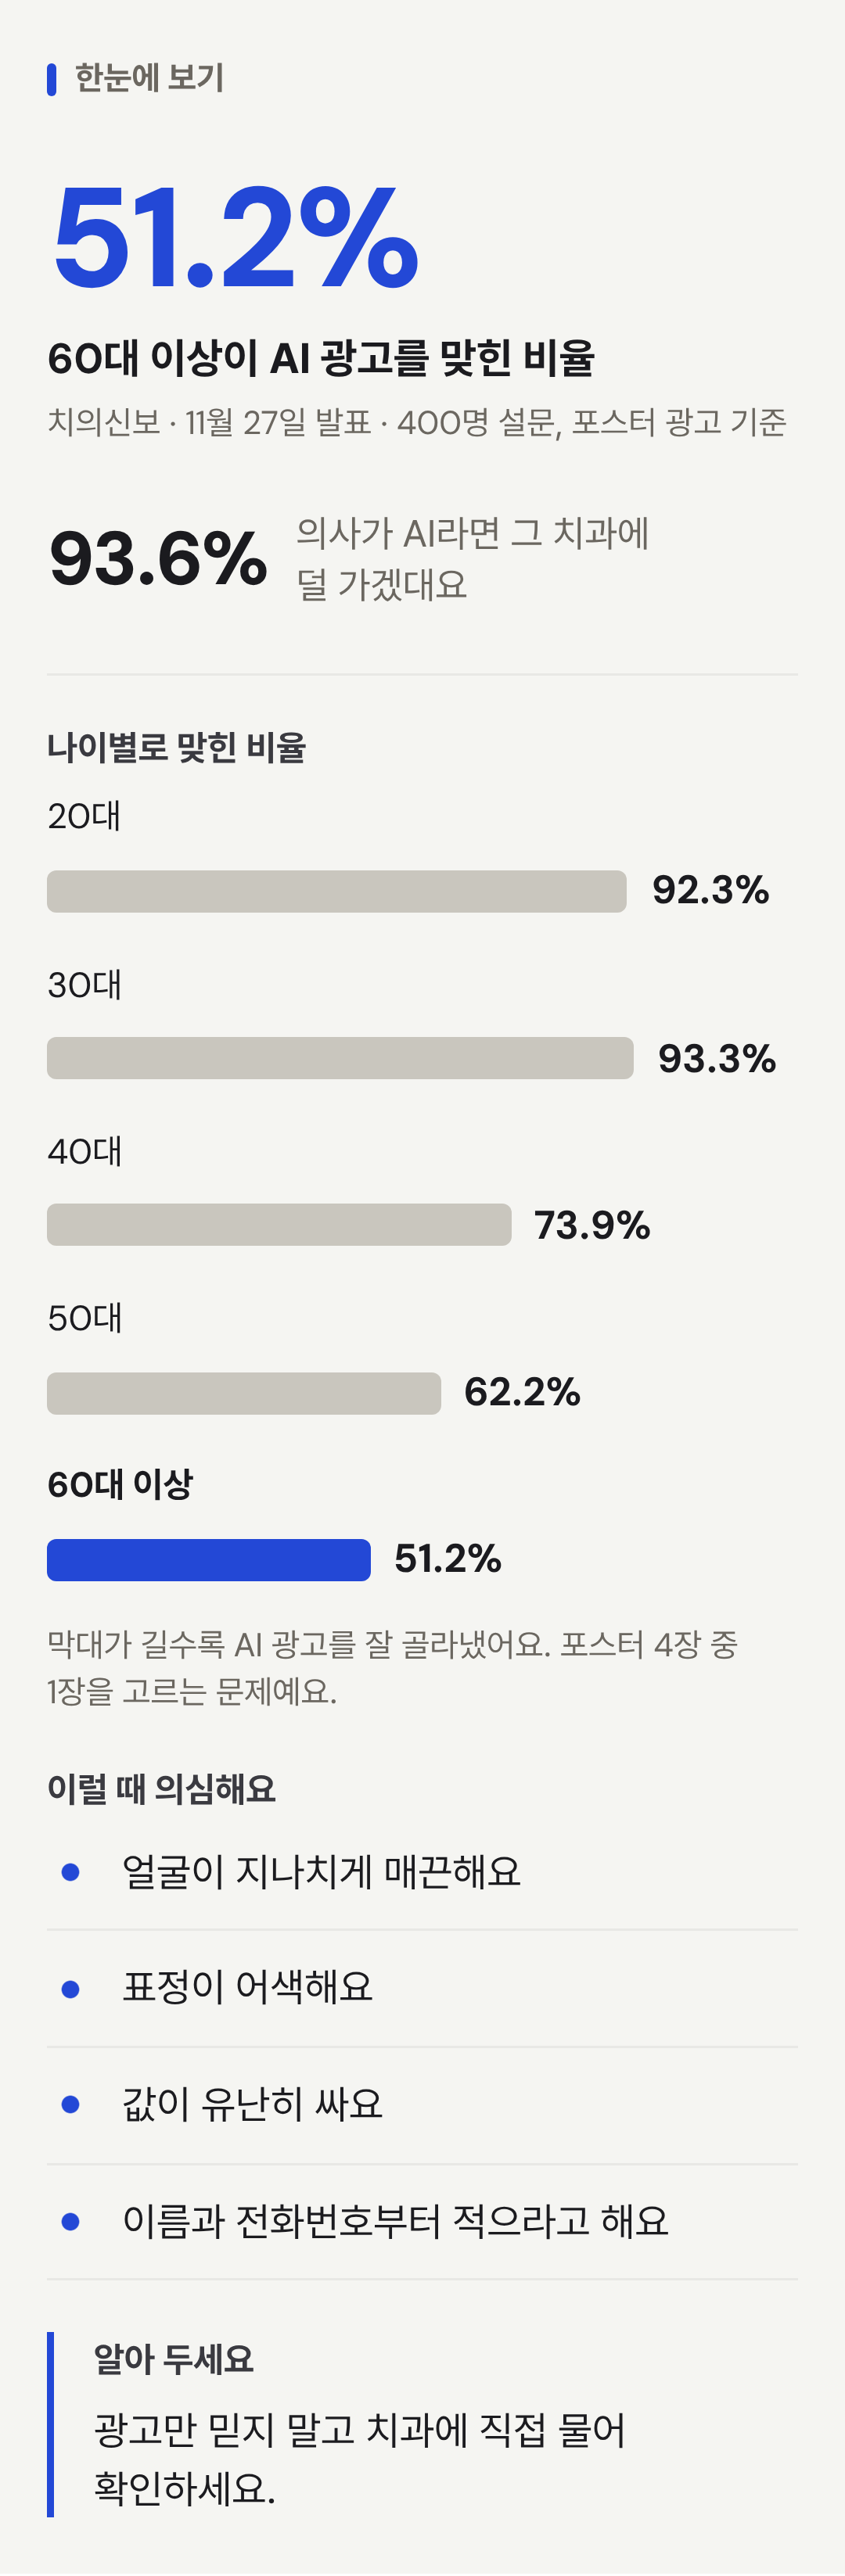 한눈에 보기
51.2%
60대 이상이 AI 광고를 맞힌 비율
치의신보 · 11월 27일 발표 · 400명 설문, 포스터 광고 기준
93.6%
의사가 AI라면 그 치과에
덜 가겠대요
나이별로 맞힌 비율
20대
92.3%
30대
93.3%
40대
73.9%
50대
62.2%
60대 이상
51.2%
막대가 길수록 AI 광고를 잘 골라냈어요. 포스터 4장 중
1장을 고르는 문제예요.
이럴 때 의심해요
얼굴이 지나치게 매끈해요
표정이 어색해요
값이 유난히 싸요
이름과 전화번호부터 적으라고 해요
알아 두세요
광고만 믿지 말고 치과에 직접 물어
확인하세요.